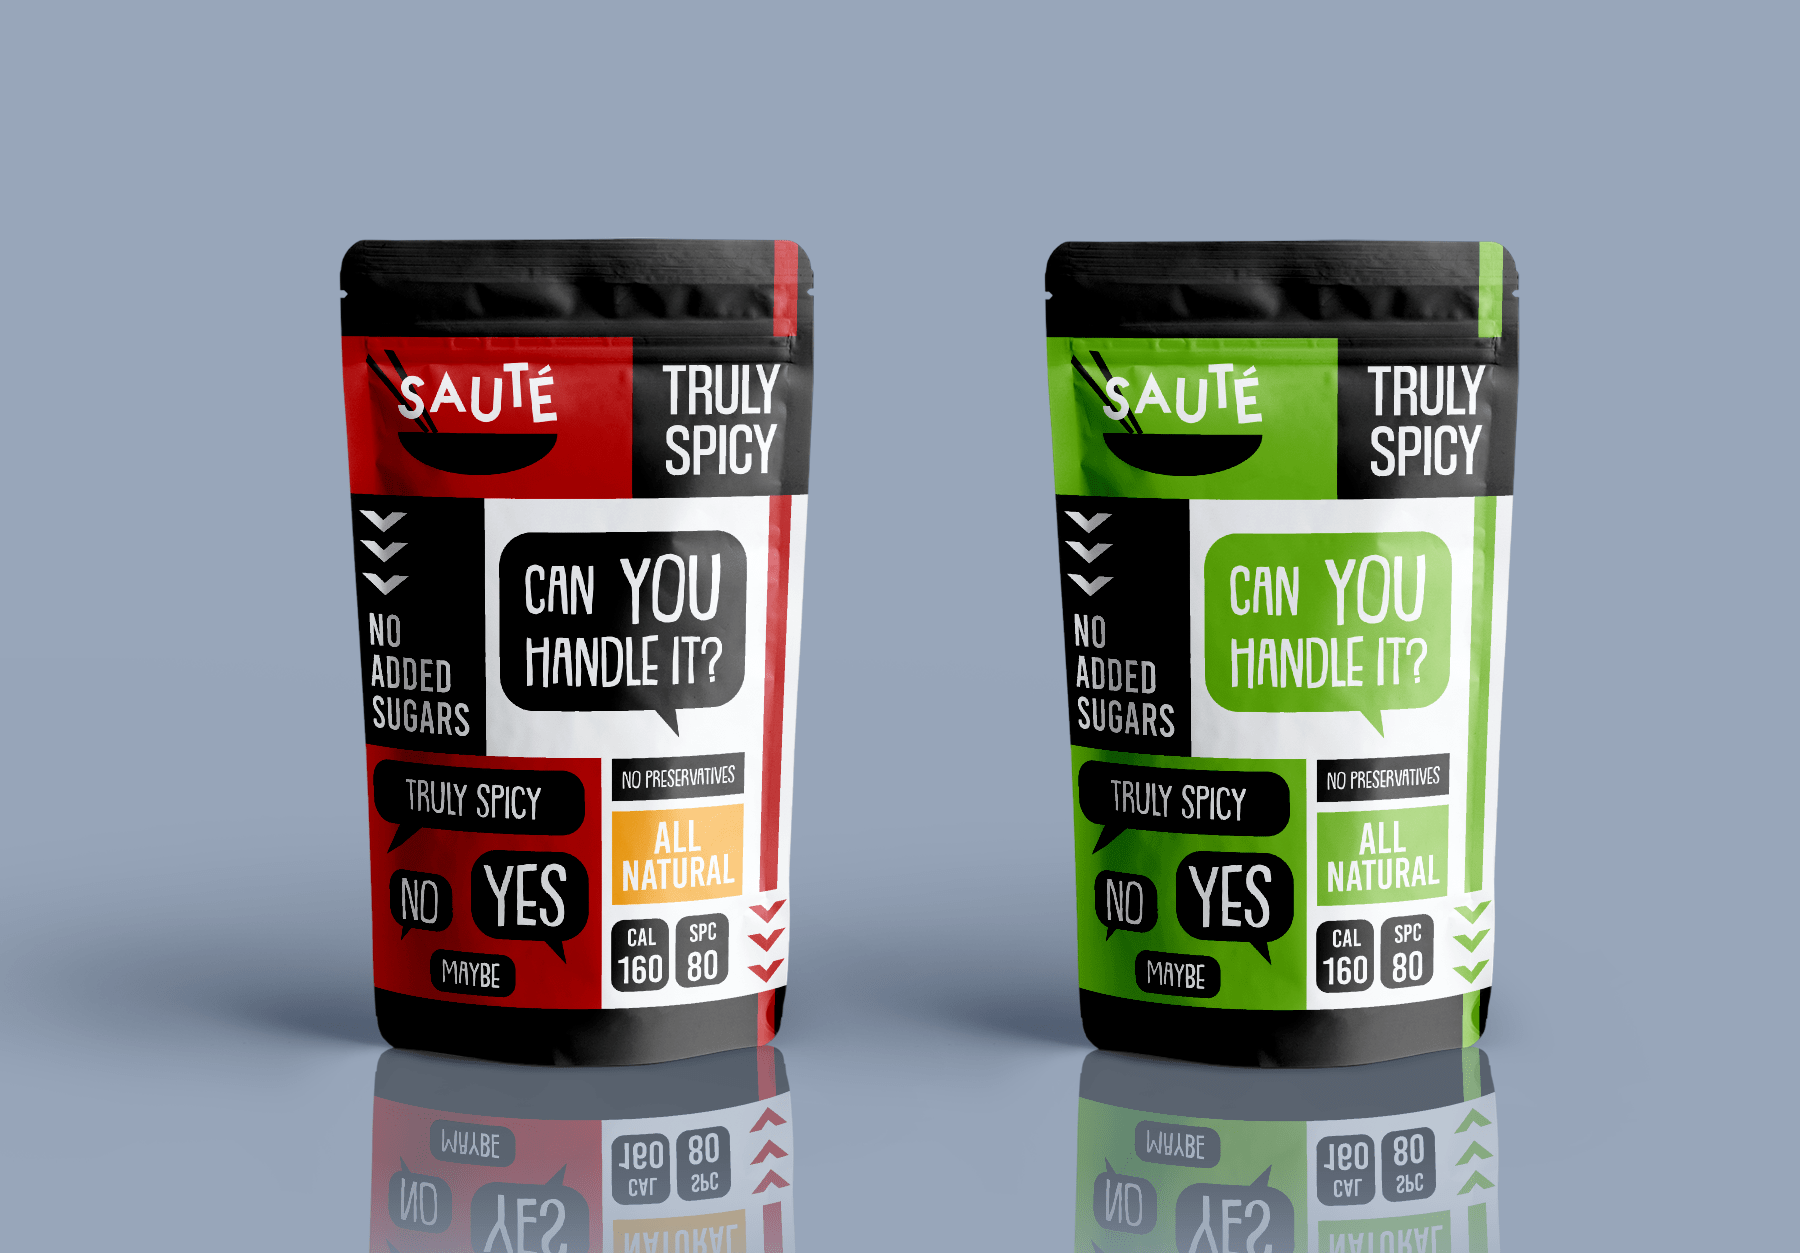 SAUTÉ
TRULY
SPICY
NO
ADDED
SUGARS
CAN YOU
HANDLE IT?
TRULY SPICY
NO
YES
MAYBE
NO PRESERVATIVES
ALL
NATURAL
CAL
160
SPC
80
SAUTÉ
TRULY
SPICY
NO
ADDED
SUGARS
CAN YOU
HANDLE IT?
TRULY SPICY
NO
YES
MAYBE
NO PRESERVATIVES
ALL
NATURAL
CAL
160
SPC
80